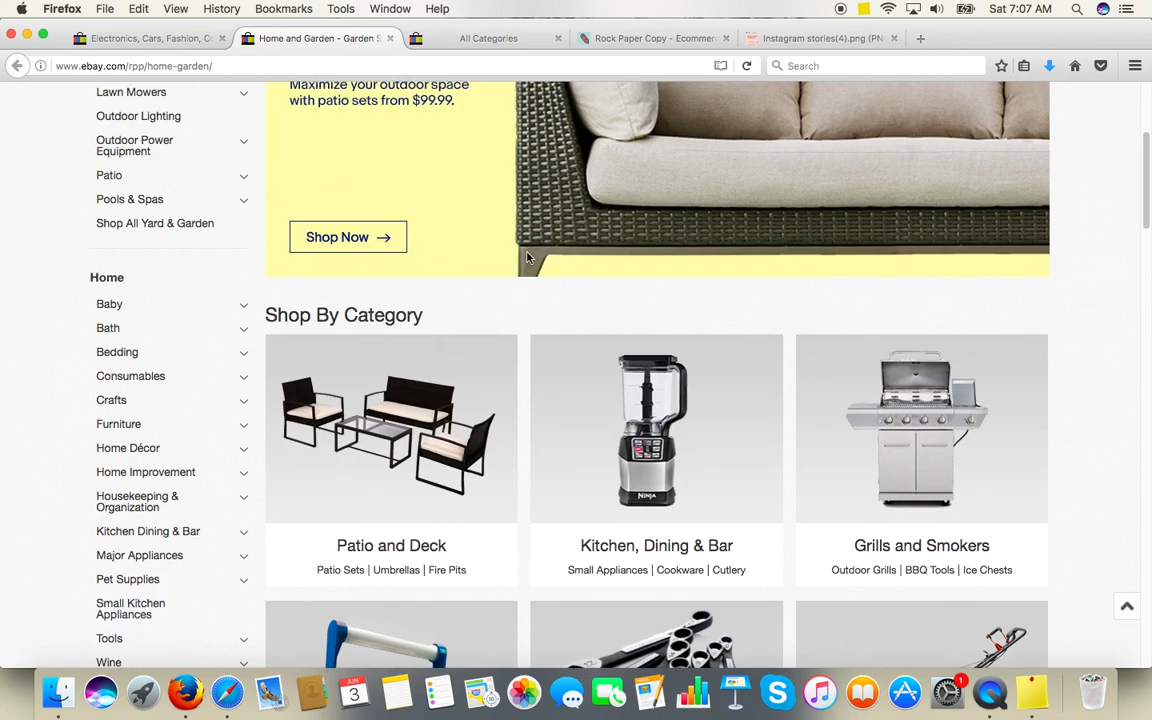 Firefox File Edit View History Bookmarks Tools Window Help Sat 7:07 AM
Electronics, Cars, Fashion, Co Home and Garden - Garden S All Categories Rock Paper Copy - Ecommer Instagram stories(4).png (PN
www.ebay.com/rpp/home-garden/ Search
Lawn Mowers
Outdoor Lighting
Outdoor Power
Equipment
Patio
Pools & Spas
Shop All Yard & Garden
Home
Baby
Bath
Bedding
Consumables
Crafts
Furniture
Home Décor
Home Improvement
Housekeeping &
Organization
Kitchen Dining & Bar
Major Appliances
Pet Supplies
Small Kitchen
Appliances
Tools
Wine
Maximize your outdoor space
with patio sets from $99.99.
Shop Now →
Shop By Category
NINJA
Patio and Deck
Patio Sets | Umbrellas | Fire Pits
Kitchen, Dining & Bar
Small Appliances | Cookware | Cutlery
Grills and Smokers
Outdoor Grills | BBQ Tools | Ice Chests
JUN
3
1